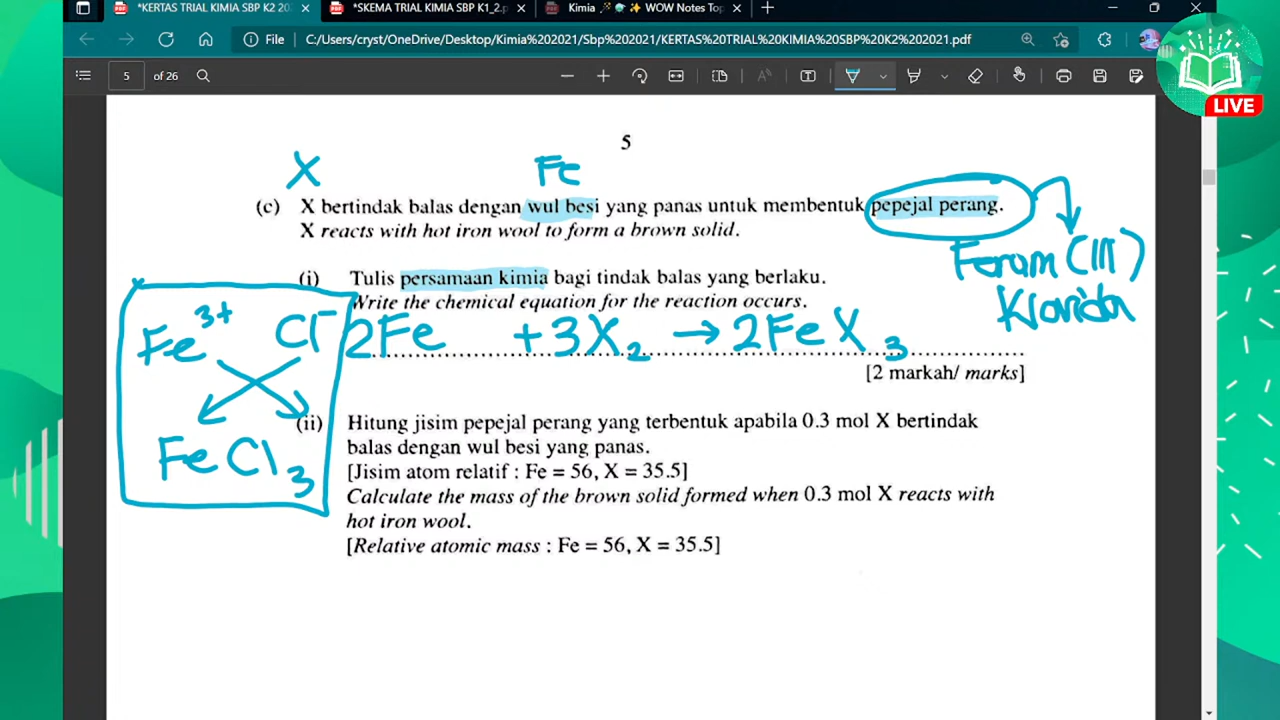 *KERTAS TRIAL KIMIA SBP K2 202
*SKEMA TRIAL KIMIA SBP K1_2.p
Kimia 🪄 ✨ WOW Notes Top
File C:/Users/cryst/OneDrive/Desktop/Kimia%202021/Sbp%202021/KERTAS%20TRIAL%20KIMIA%20SBP%20K2%202021.pdf
LIVE
5 of 26
5
X Fe
(c) X bertindak balas dengan wul besi yang panas untuk membentuk pepejal perang.
X reacts with hot iron wool to form a brown solid.
Ferum (III)
Klorida
(i) Tulis persamaan kimia bagi tindak balas yang berlaku.
Write the chemical equation for the reaction occurs.
Fe³⁺ Cl⁻
FeCl₃
2Fe + 3X₂ → 2FeX₃
[2 markah/ marks]
(ii) Hitung jisim pepejal perang yang terbentuk apabila 0.3 mol X bertindak
balas dengan wul besi yang panas.
[Jisim atom relatif : Fe = 56, X = 35.5]
Calculate the mass of the brown solid formed when 0.3 mol X reacts with
hot iron wool.
[Relative atomic mass : Fe = 56, X = 35.5]